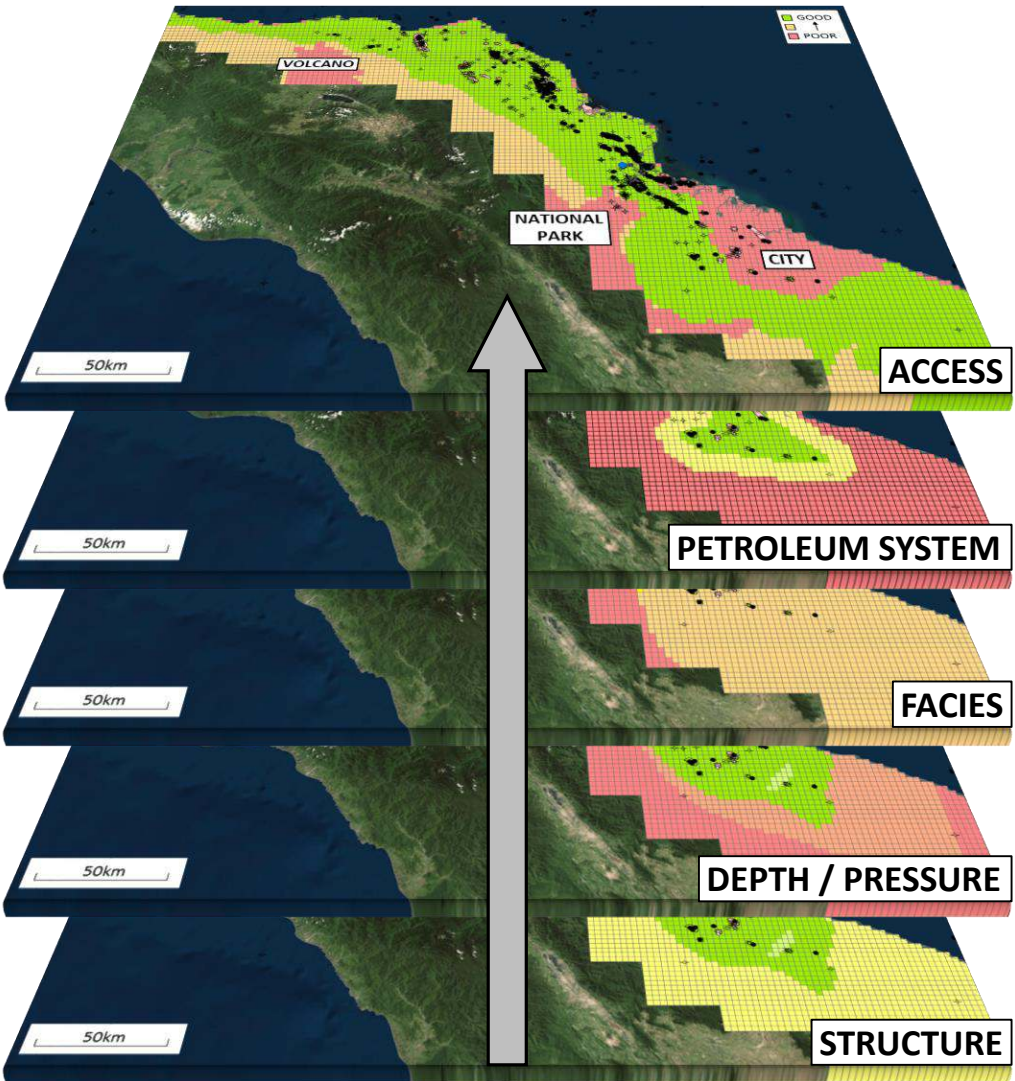 GOOD
POOR
VOLCANO
NATIONAL
PARK
CITY
50km
ACCESS
50km
PETROLEUM SYSTEM
50km
FACIES
50km
DEPTH / PRESSURE
50km
STRUCTURE